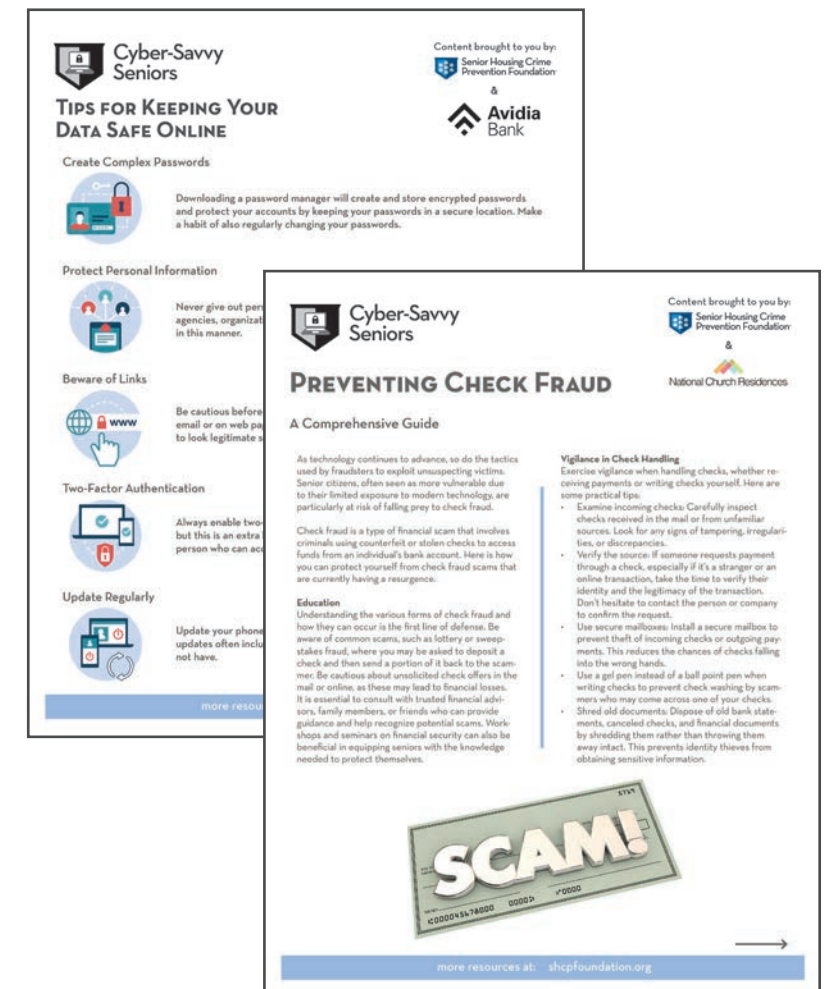 Cyber-Savvy
Seniors
Content brought to you by:
Senior Housing Crime
Prevention Foundation
&
Avidia
Bank
TIPS FOR KEEPING YOUR
DATA SAFE ONLINE
Create Complex Passwords
Downloading a password manager will create and store encrypted passwords
and protect your accounts by keeping your passwords in a secure location. Make
a habit of also regularly changing your passwords.
Protect Personal Information
Never give out
agencies,
in this manner.
Beware of Links
WWW
Be cautious before
email or on web
to look legitimate
Two-Factor Authentication
Always enable two-
but this is an extra
person who can
Update Regularly
Update your phone
updates often
not have.
more
Cyber-Savvy
Seniors
Content brought to you by:
Senior Housing Crime
Prevention Foundation
&
National Church Residences
PREVENTING CHECK FRAUD
A Comprehensive Guide
As technology continues to advance, so do the tactics
used by fraudsters to exploit unsuspecting victims.
Senior citizens, often seen as more vulnerable due
to their limited exposure to modern technology, are
particularly at risk of falling prey to check fraud.
Check fraud is a type of financial scam that involves
criminals using counterfeit or stolen checks to access
funds from an individual's bank account. Here is how
you can protect yourself from check fraud scams that
are currently having a resurgence.
Education
Understanding the various forms of check fraud and
how they can occur is the first line of defense. Be
aware of common scams, such as lottery or sweep-
stakes fraud, where you may be asked to deposit a
check and then send a portion of it back to the scam-
mer. Be cautious about unsolicited check offers in the
mail or online, as these may lead to financial losses.
It is essential to consult with trusted financial advi-
sors, family members, or friends who can provide
guidance and help recognize potential scams. Work-
shops and seminars on financial security can also be
beneficial in equipping seniors with the knowledge
needed to protect themselves.
Vigilance in Check Handling
Exercise vigilance when handling checks, whether re-
ceiving payments or writing checks yourself. Here are
some practical tips:
• Examine incoming checks: Carefully inspect
checks received in the mail or from unfamiliar
sources. Look for any signs of tampering, irregulari-
ties, or discrepancies.
• Verify the source: If someone requests payment
through a check, especially if it's a stranger or an
online transaction, take the time to verify their
identity and the legitimacy of the transaction.
Don't hesitate to contact the person or company
to confirm the request.
• Use secure mailboxes: Install a secure mailbox to
prevent theft of incoming checks or outgoing pay-
ments. This reduces the chances of checks falling
into the wrong hands.
• Use a gel pen instead of a ball point pen when
writing checks to prevent check washing by scam-
mers who may come across one of your checks.
• Shred old documents: Dispose of old bank state-
ments, canceled checks, and financial documents
by shredding them rather than throwing them
away intact. This prevents identity thieves from
obtaining sensitive information.
SCAM!
more resources at: shcpfoundation.org